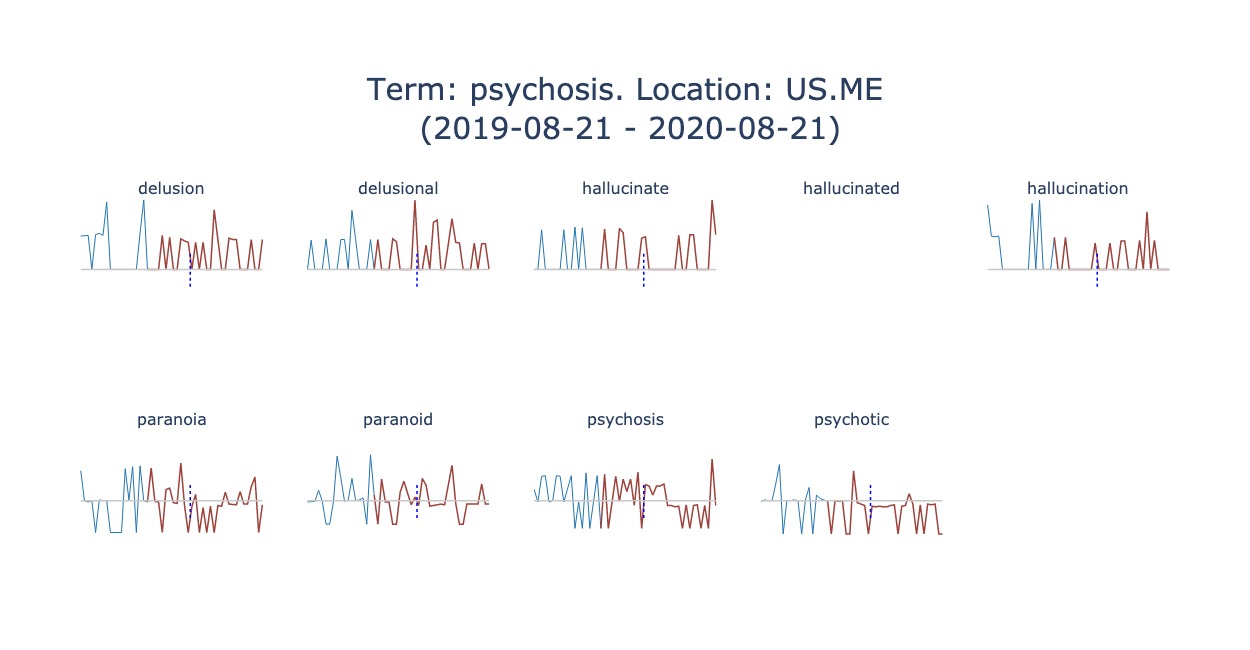 Term: psychosis. Location: US.ME
(2019-08-21 - 2020-08-21)
delusion
delusional
hallucinate
hallucinated
hallucination
paranoia
paranoid
psychosis
psychotic